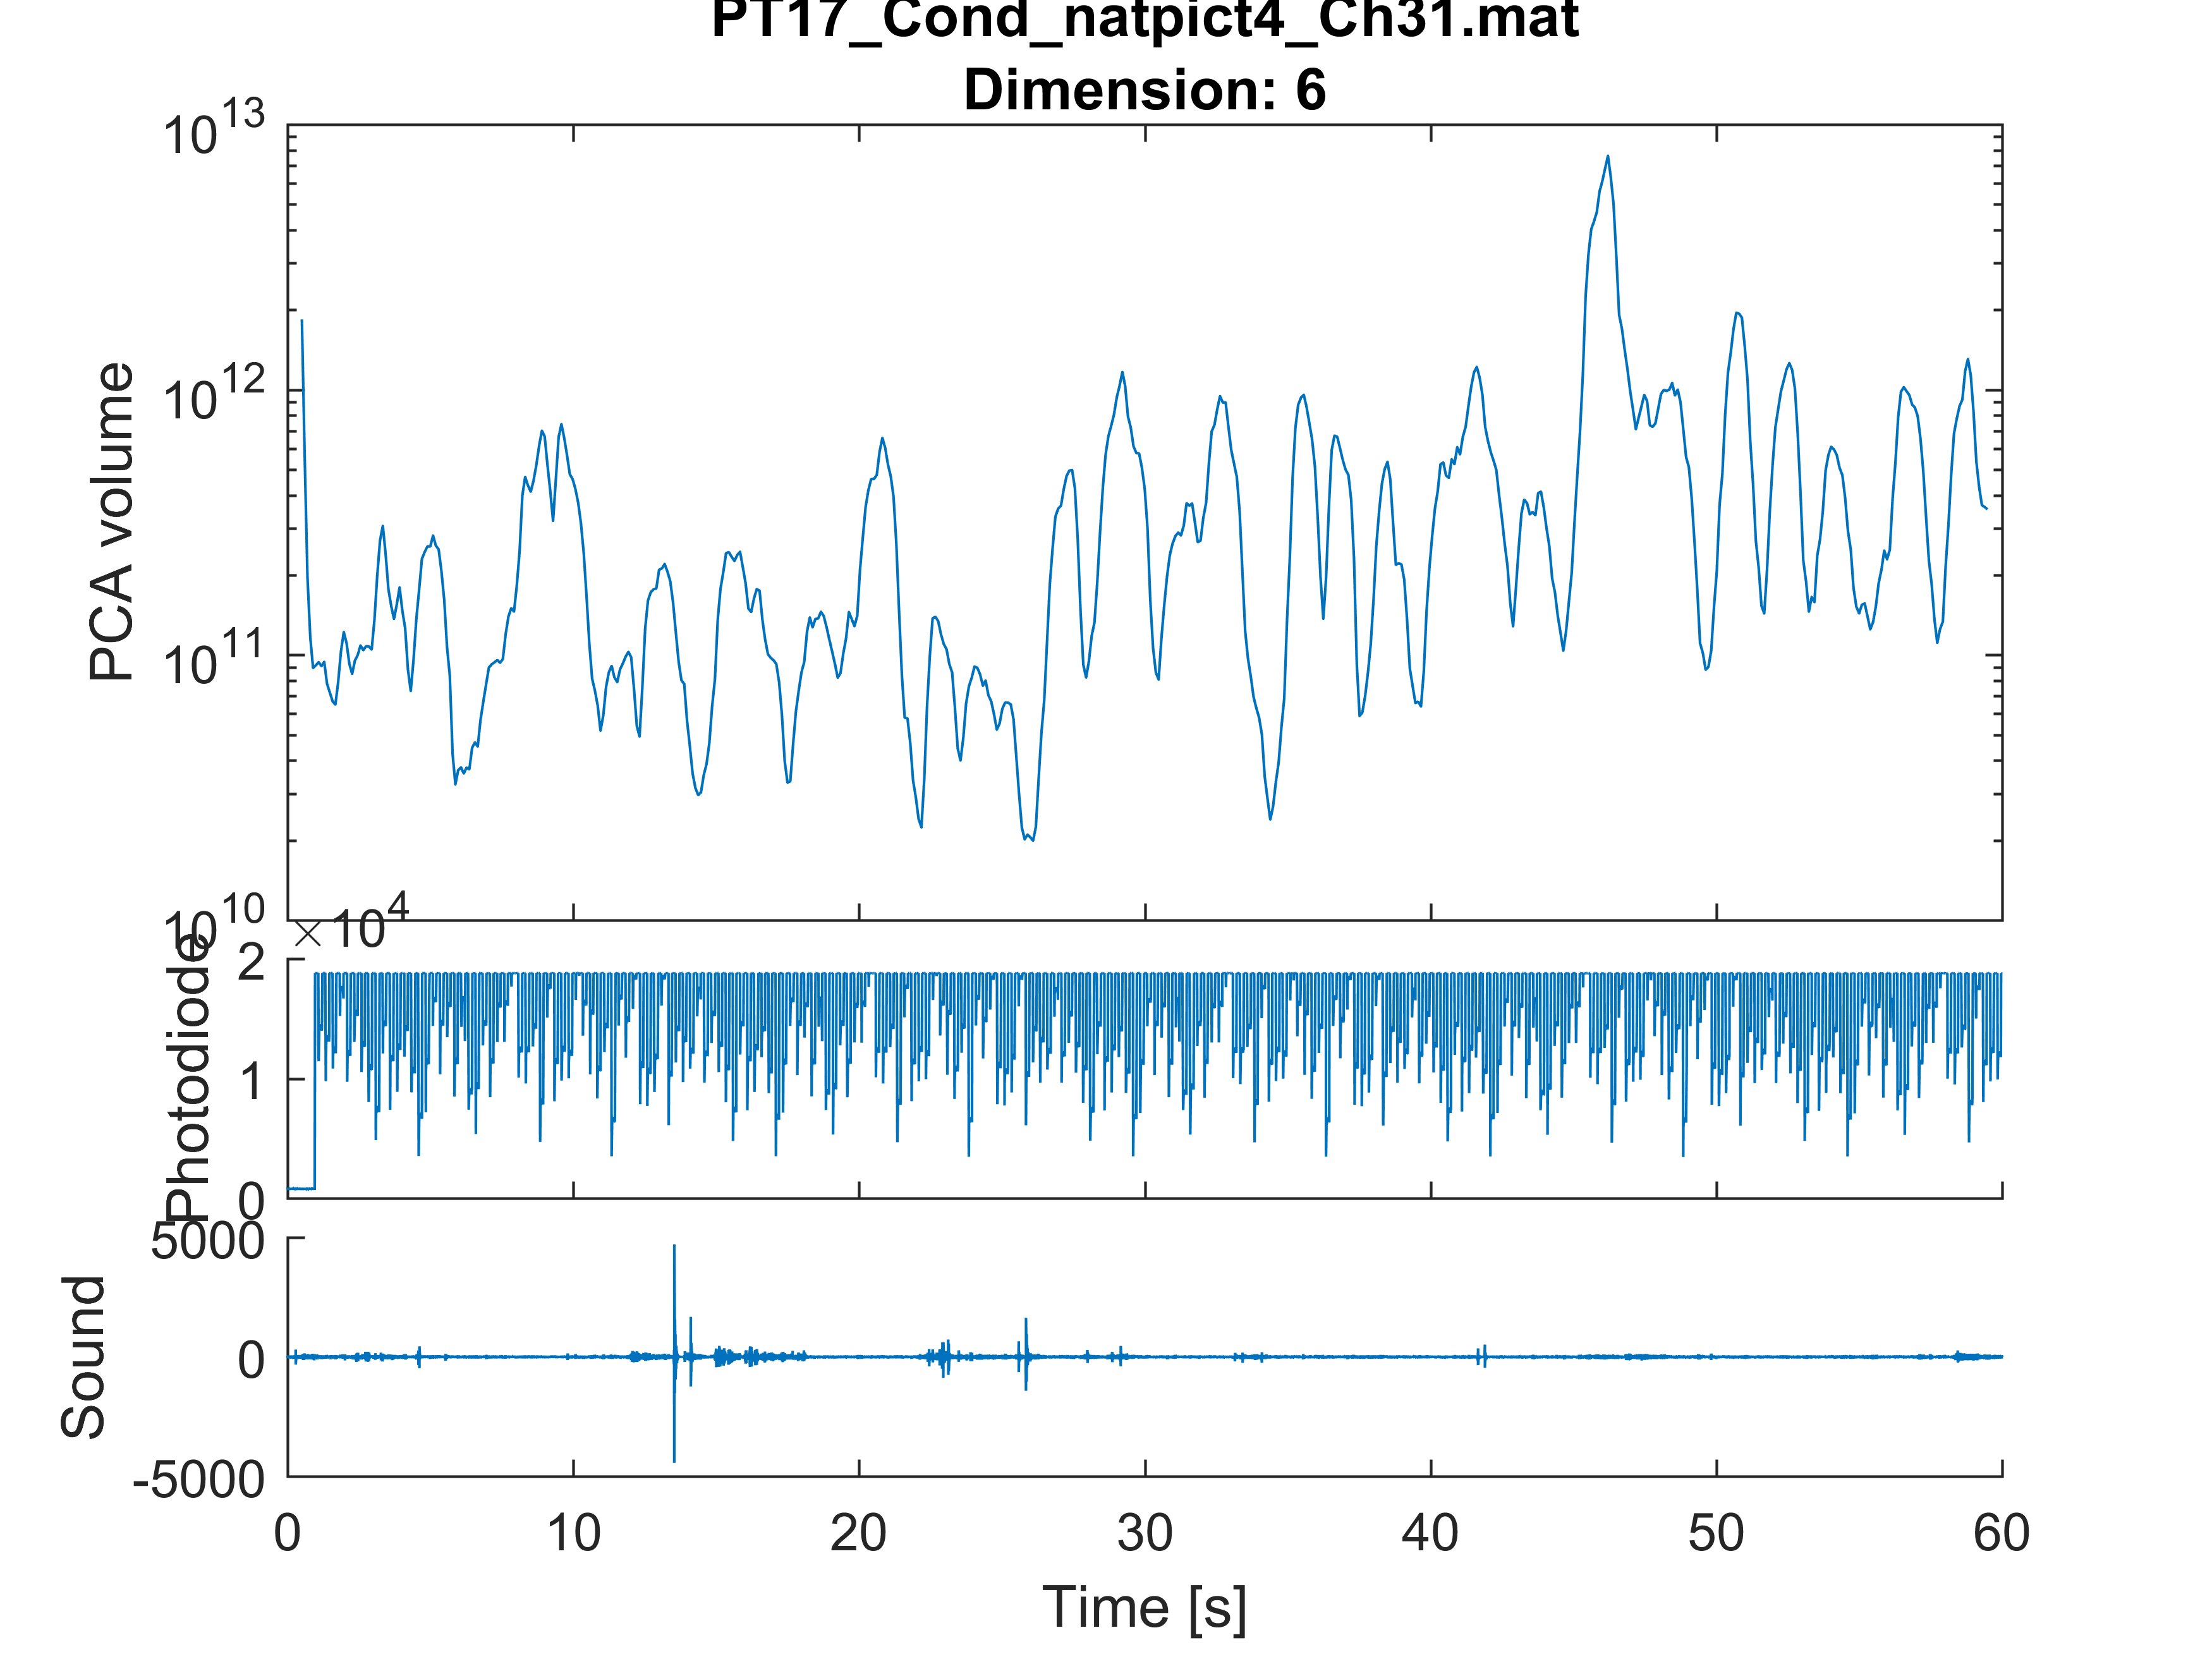 PT17_Cond_natpict4_Ch31.mat
Dimension: 6
10^13
10^12
10^11
10^10
PCA volume
×10^4
2
1
0
Photodiode
5000
0
-5000
Sound
0 10 20 30 40 50 60
Time [s]